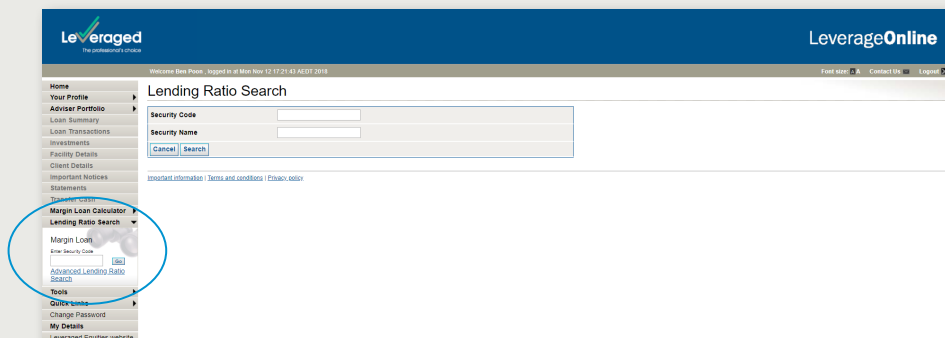 Leveraged
The professional's choice
LeverageOnline
Welcome Ben Poon , logged in at Mon Nov 12 17:21:43 AEDT 2018
Font size: A A Contact Us Logout
Home
Your Profile
Adviser Portfolio
Loan Summary
Loan Transactions
Investments
Facility Details
Client Details
Important Notices
Statements
Transfer Cash
Margin Loan Calculator
Lending Ratio Search
Margin Loan
Enter Security Code
Go
Advanced Lending Ratio
Search
Tools
Quick Links
Change Password
My Details
Leveraged Equities website
Lending Ratio Search
Security Code
Security Name
Cancel Search
Important information | Terms and conditions | Privacy policy